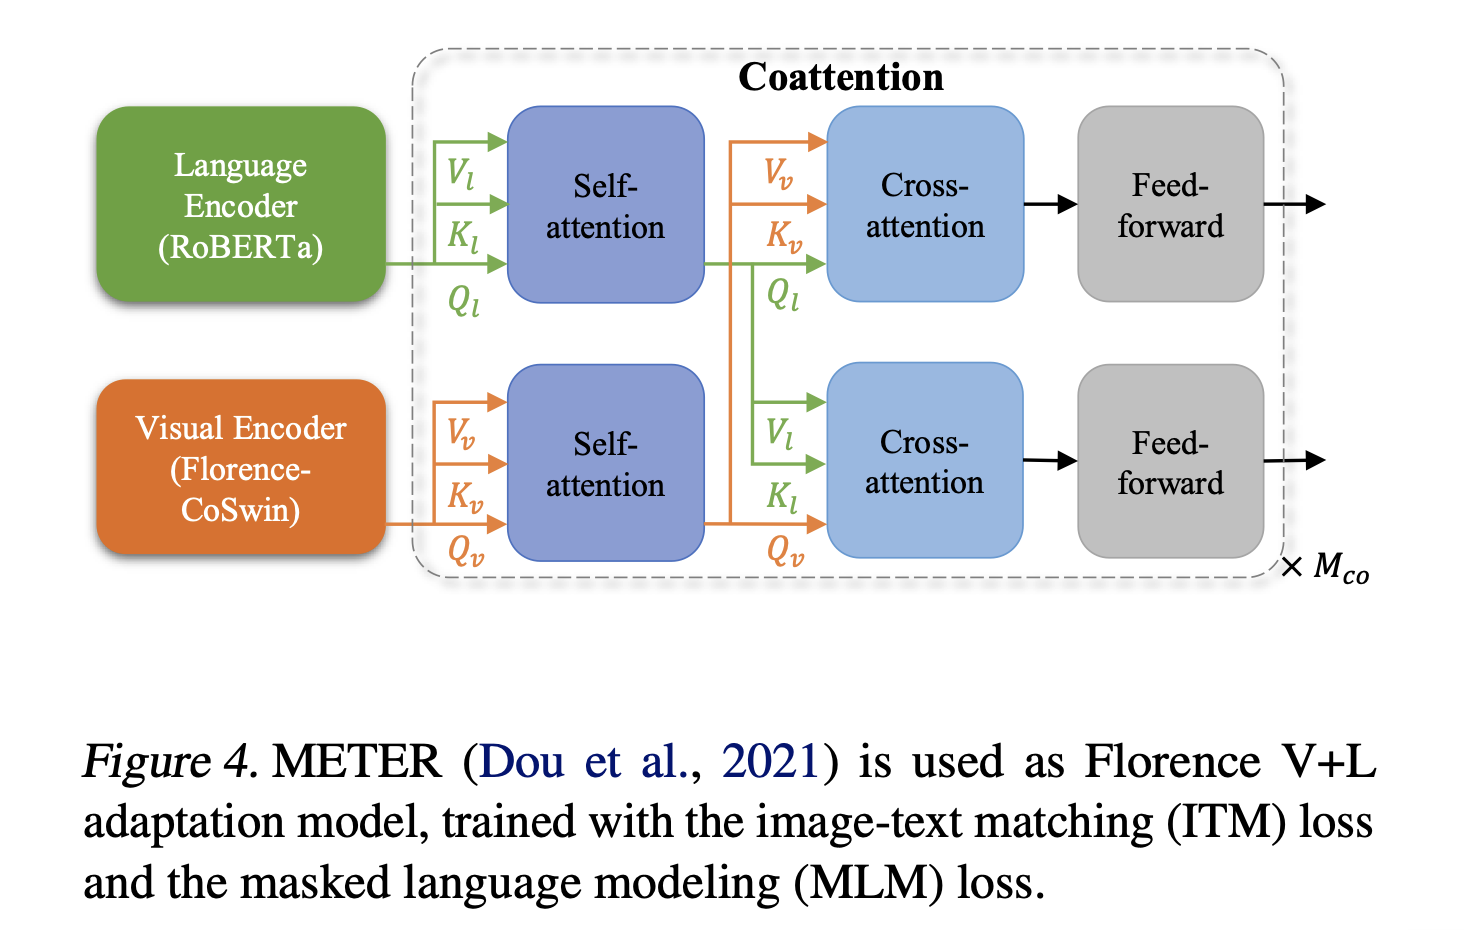 Coattention
Language
Encoder
(RoBERTa)
V_l
K_l
Q_l
Self-
attention
V_v
K_v
Q_l
Cross-
attention
Feed-
forward
Visual Encoder
(Florence-
CoSwin)
V_v
K_v
Q_v
Self-
attention
V_l
K_l
Q_v
Cross-
attention
Feed-
forward
× M_co
Figure 4. METER (Dou et al., 2021) is used as Florence V+L
adaptation model, trained with the image-text matching (ITM) loss
and the masked language modeling (MLM) loss.